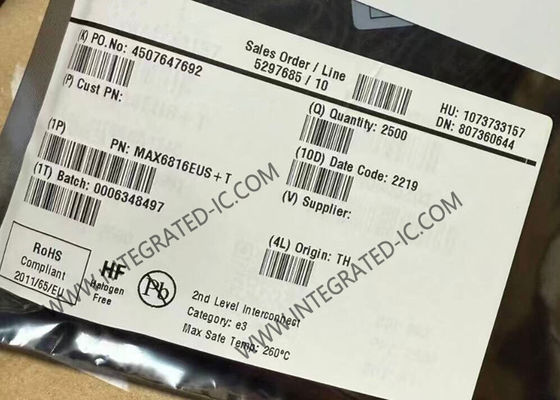 (K) PO.No: 4507647692
Sales Order / Line
5297685 / 10
HU: 1073733157
DN: 807360644
(P) Cust PN:
(Q) Quantity: 2500
(1P)
PN: MAX6816EUS+T
(10D) Date Code: 2219
(1T) Batch: 0006348497
(V) Supplier:
(4L) Origin: TH
RoHS
Compliant
2011/65/EU
HF
Halogen
Free
Pb
2nd Level Interconnect
Category: e3
Max Safe Temp: 260°C
WWW.INTEGRATED-IC.COM
WWW.INTEGRATED-IC.COM